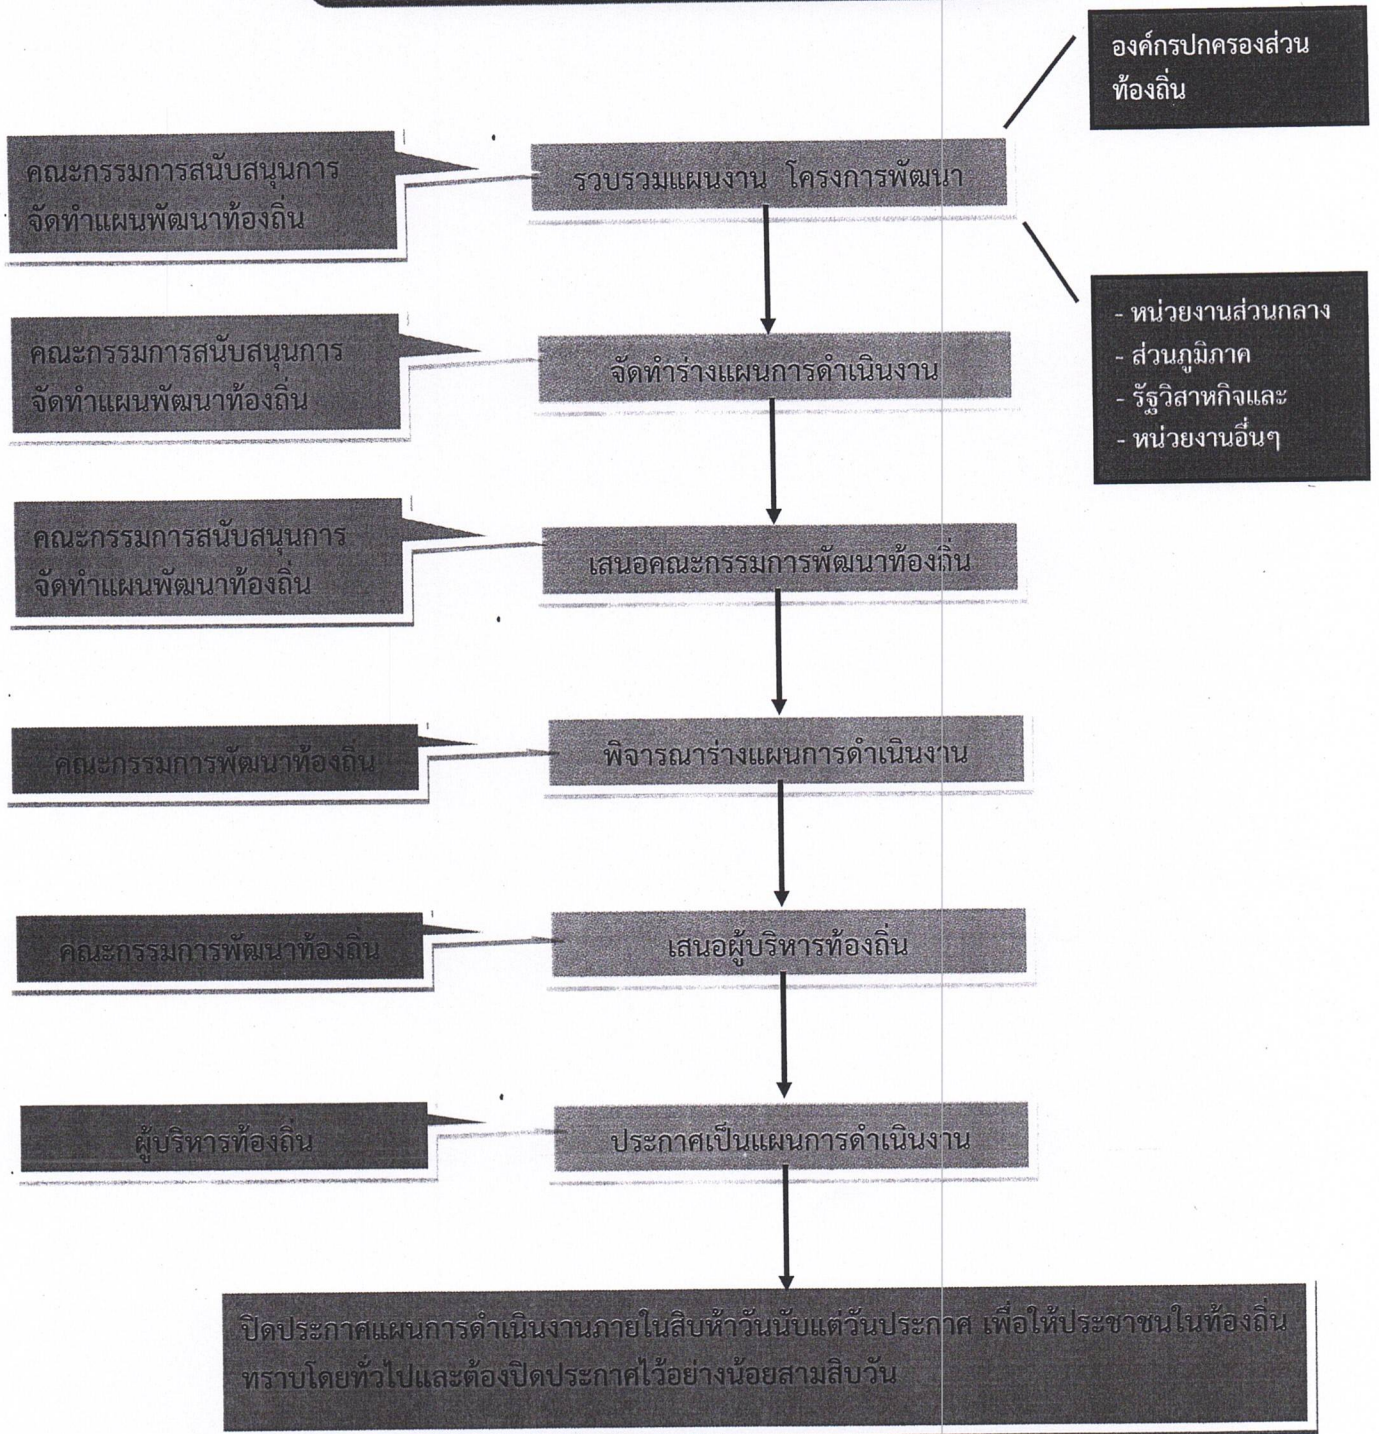 องค์กรปกครองส่วน
ท้องถิ่น
คณะกรรมการสนับสนุนการ
จัดทำแผนพัฒนาท้องถิ่น
รวบรวมแผนงาน โครงการพัฒนา
- หน่วยงานส่วนกลาง
- ส่วนภูมิภาค
- รัฐวิสาหกิจและ
- หน่วยงานอื่นๆ
คณะกรรมการสนับสนุนการ
จัดทำแผนพัฒนาท้องถิ่น
จัดทำร่างแผนการดำเนินงาน
คณะกรรมการสนับสนุนการ
จัดทำแผนพัฒนาท้องถิ่น
เสนอคณะกรรมการพัฒนาท้องถิ่น
คณะกรรมการพัฒนาท้องถิ่น
พิจารณาร่างแผนการดำเนินงาน
คณะกรรมการพัฒนาท้องถิ่น
เสนอผู้บริหารท้องถิ่น
ผู้บริหารท้องถิ่น
ประกาศเป็นแผนการดำเนินงาน
ปิดประกาศแผนการดำเนินงานภายในสิบห้าวันนับแต่วันประกาศ เพื่อให้ประชาชนในท้องถิ่น
ทราบโดยทั่วไปและต้องปิดประกาศไว้อย่างน้อยสามสิบวัน